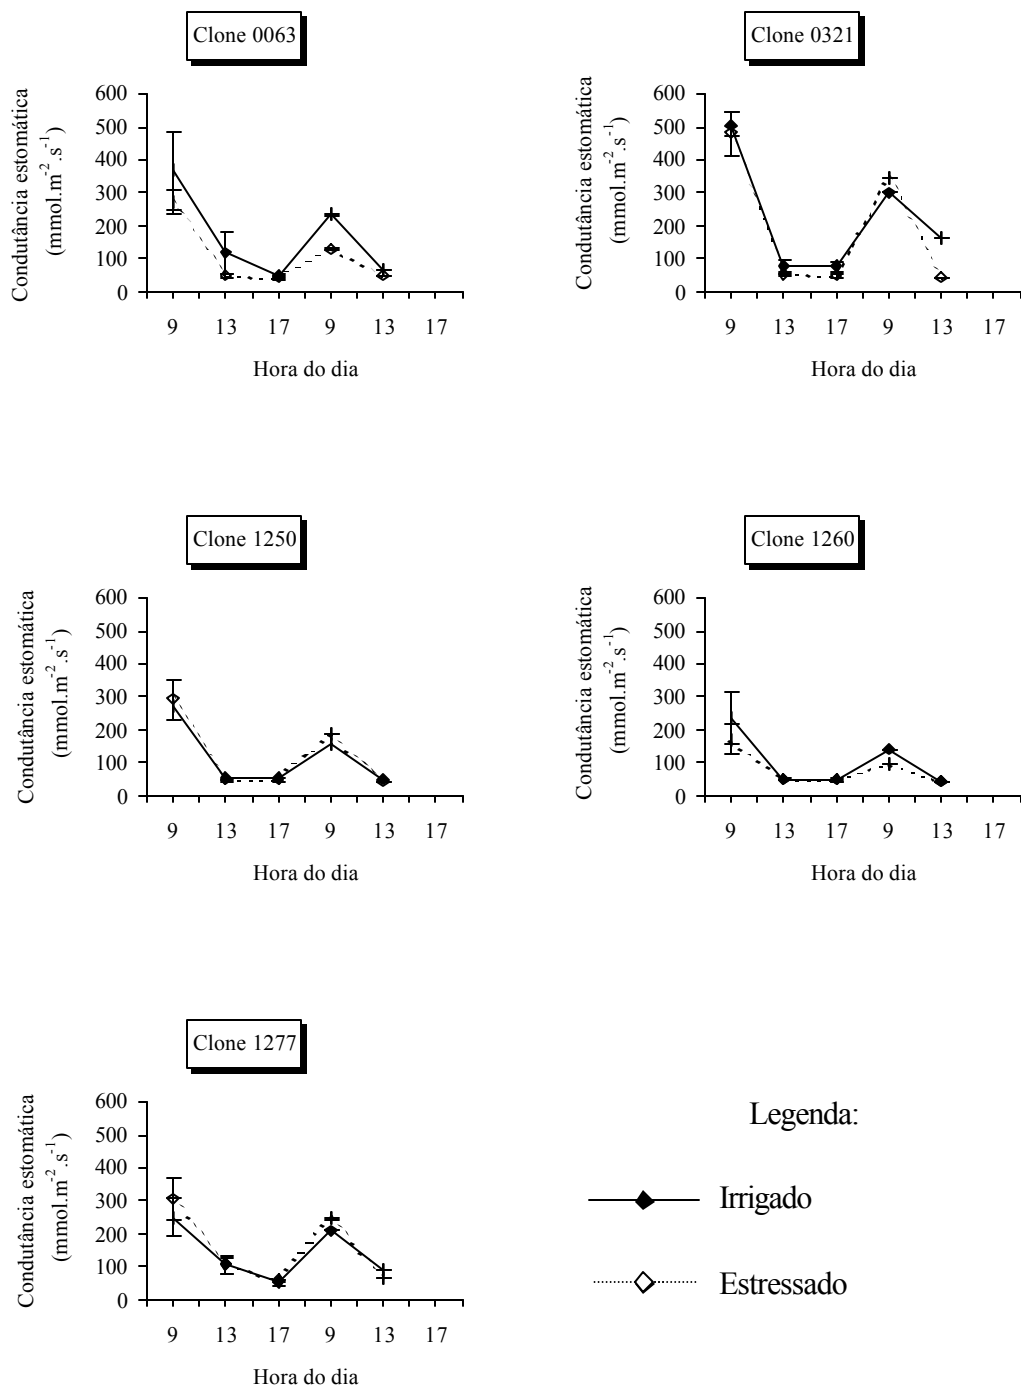 Clone 0063
Condutância estomática
(mmol.m-2.s-1)
600
500
400
300
200
100
0
9 13 17 9 13 17
Hora do dia
Clone 0321
Condutância estomática
(mmol.m-2.s-1)
600
500
400
300
200
100
0
9 13 17 9 13 17
Hora do dia
Clone 1250
Condutância estomática
(mmol.m-2.s-1)
600
500
400
300
200
100
0
9 13 17 9 13 17
Hora do dia
Clone 1260
Condutância estomática
(mmol.m-2.s-1)
600
500
400
300
200
100
0
9 13 17 9 13 17
Hora do dia
Clone 1277
Condutância estomática
(mmol.m-2.s-1)
600
500
400
300
200
100
0
9 13 17 9 13 17
Hora do dia
Legenda:
Irrigado
Estressado